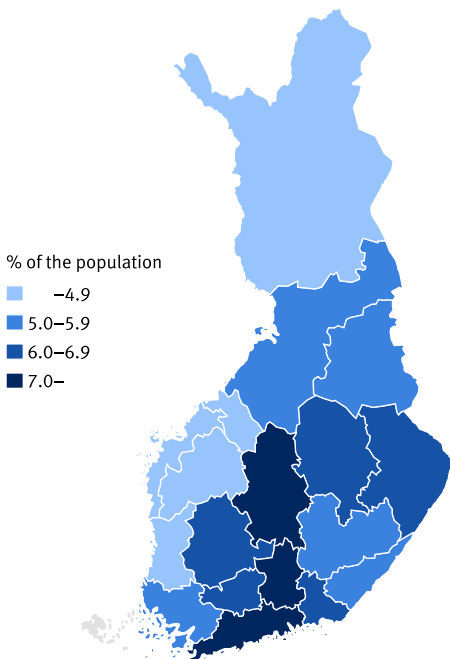 % of the population
–4.9
5.0–5.9
6.0–6.9
7.0–